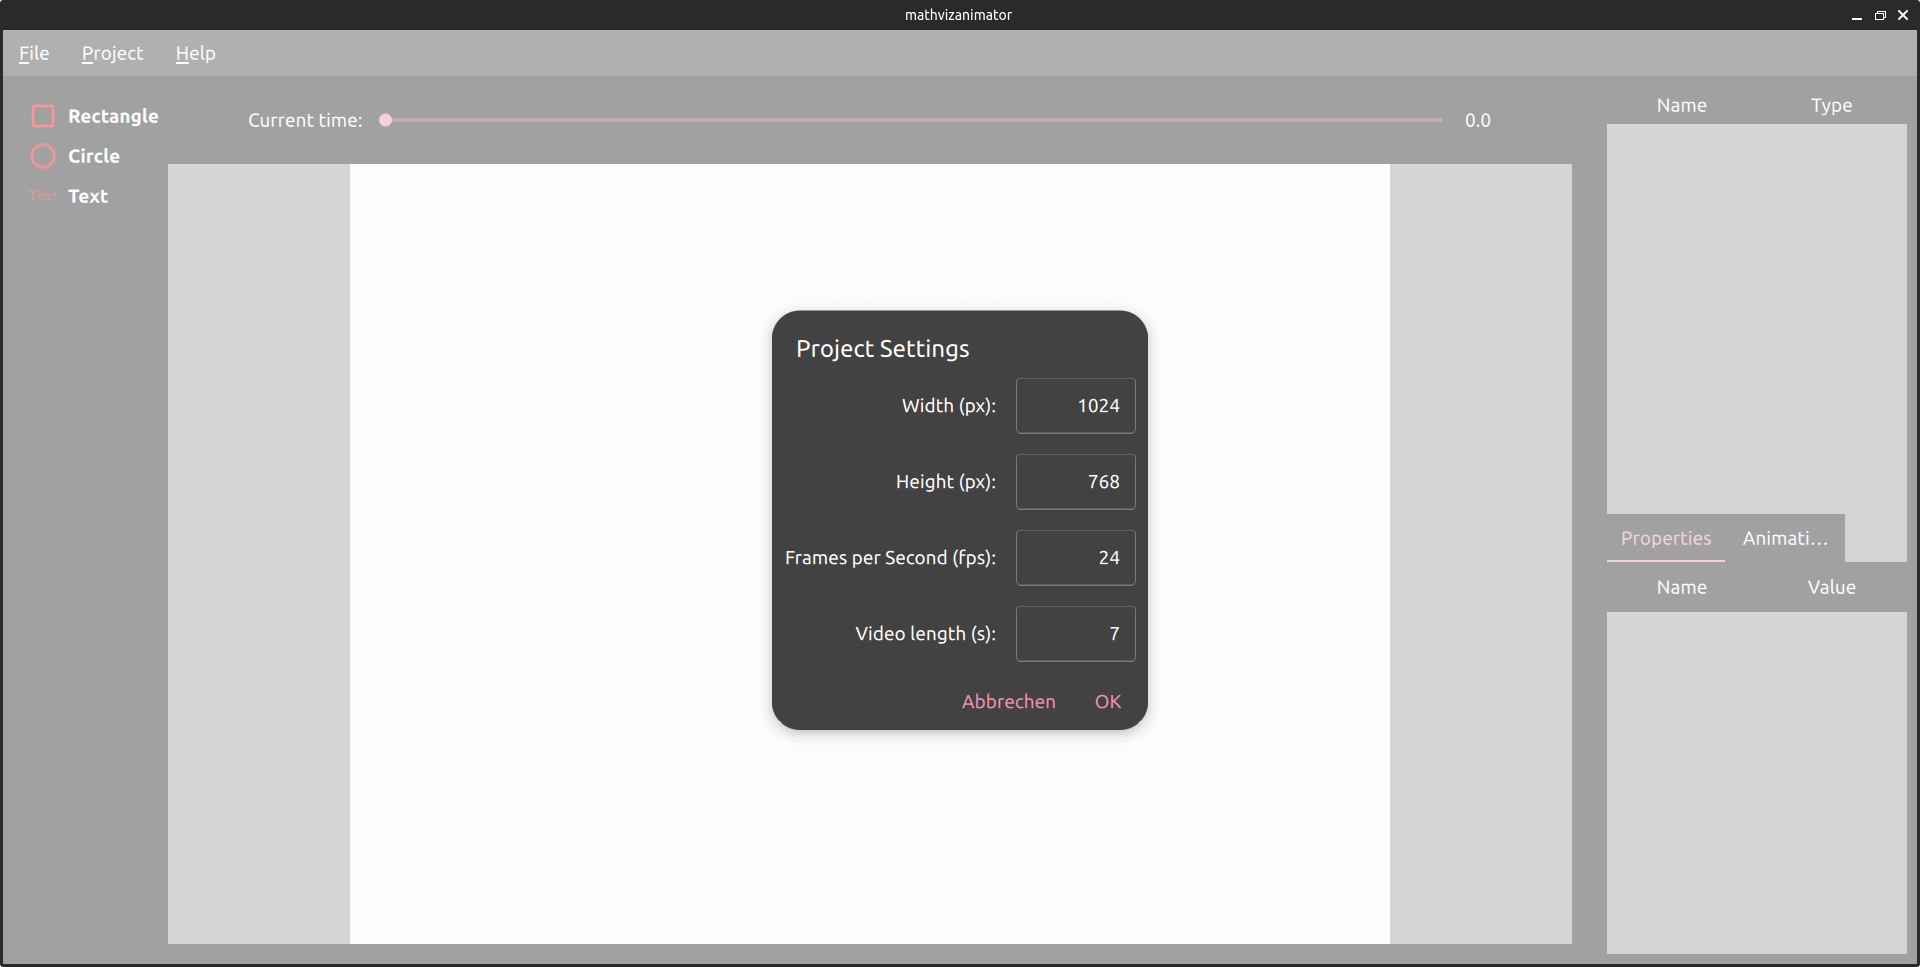 mathvizanimator
File Project Help
Rectangle
Circle
Text Text
Current time: 0.0
Name Type
Project Settings
Width (px): 1024
Height (px): 768
Frames per Second (fps): 24
Video length (s): 7
Abbrechen OK
Properties Animati...
Name Value